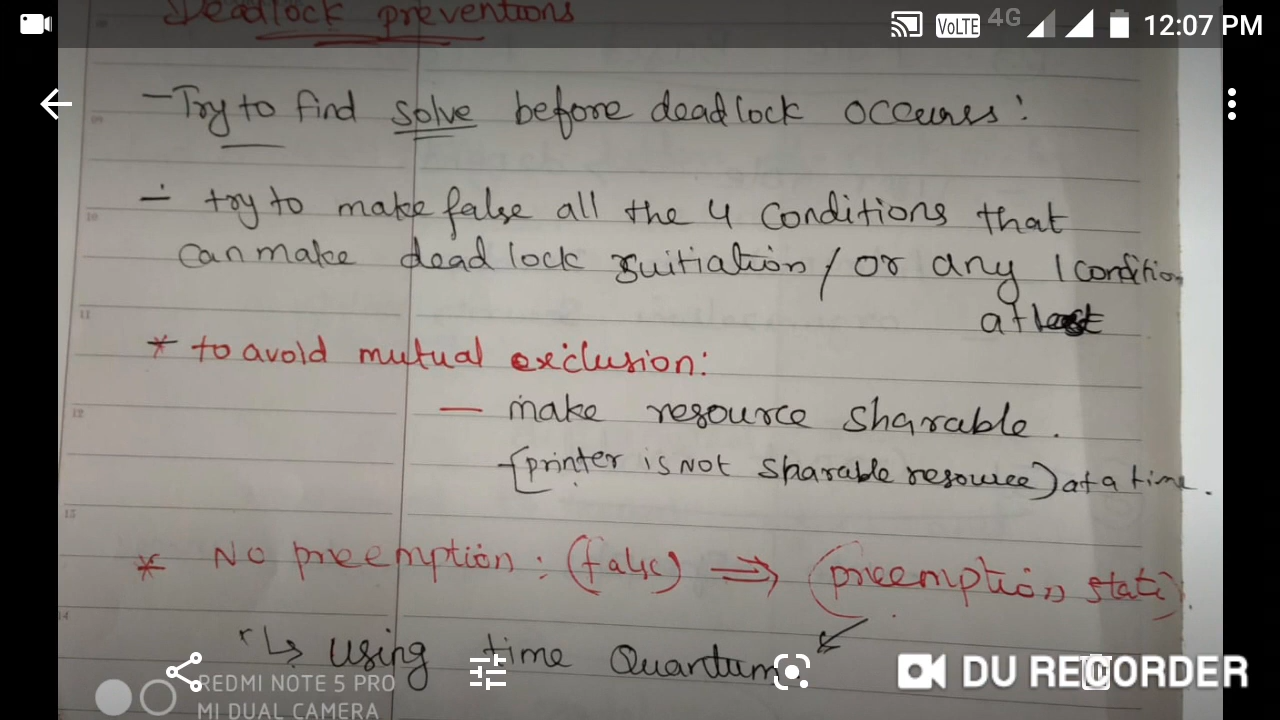 Deadlock preventions
VoLTE 4G 12:07 PM
- Try to find solve before deadlock occures:
- try to make false all the 4 Conditions that
can make dead lock / or any 1 condition
atleast
* to avoid mutual exclusion:
- make resource sharable.
[printer is not sharable resource) at a time.
* No preemption: (false) ⇒ (preemption state).
↳ using time Quantum
DU RECORDER
REDMI NOTE 5 PRO
MI DUAL CAMERA